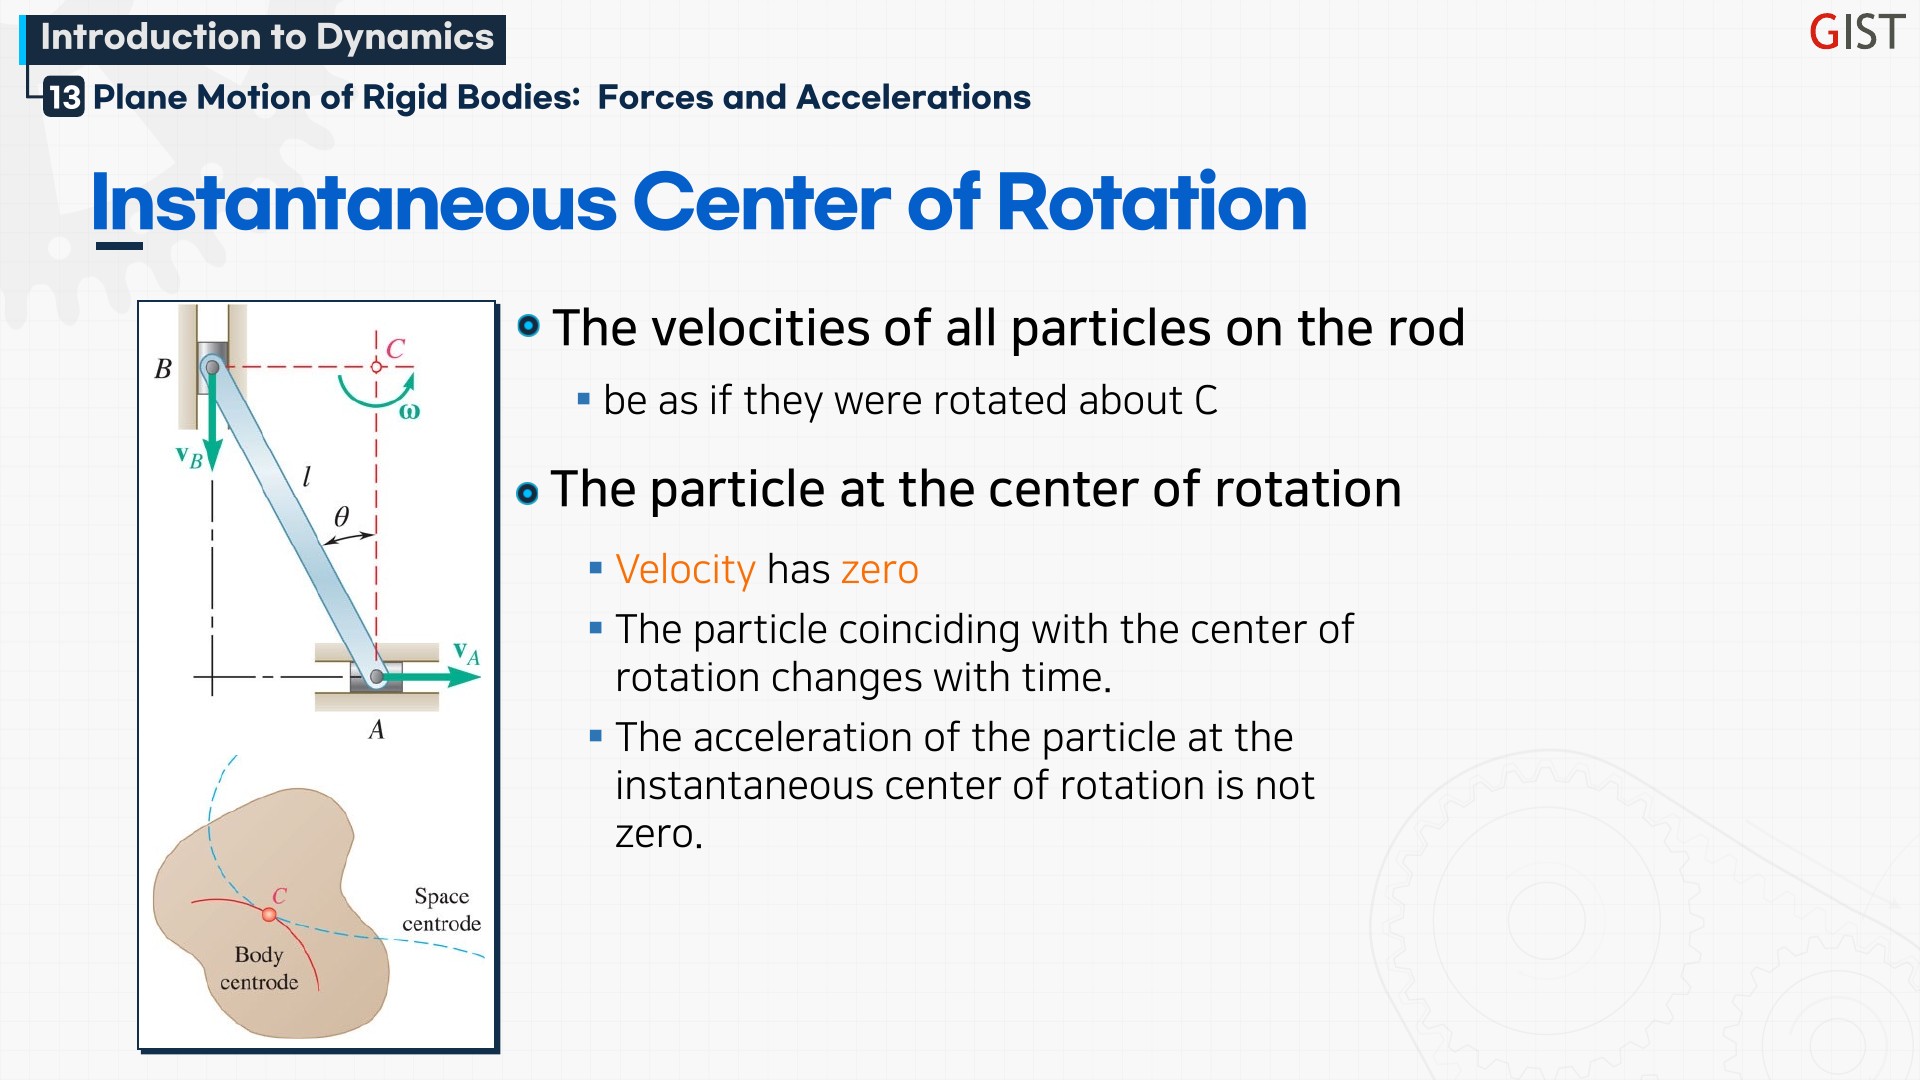 Introduction to Dynamics
GIST
13 Plane Motion of Rigid Bodies: Forces and Accelerations
Instantaneous Center of Rotation
B
C
ω
v_B
l
θ
v_A
A
C
Space
centrode
Body
centrode
The velocities of all particles on the rod
be as if they were rotated about C
The particle at the center of rotation
Velocity has zero
The particle coinciding with the center of
rotation changes with time.
The acceleration of the particle at the
instantaneous center of rotation is not
zero.